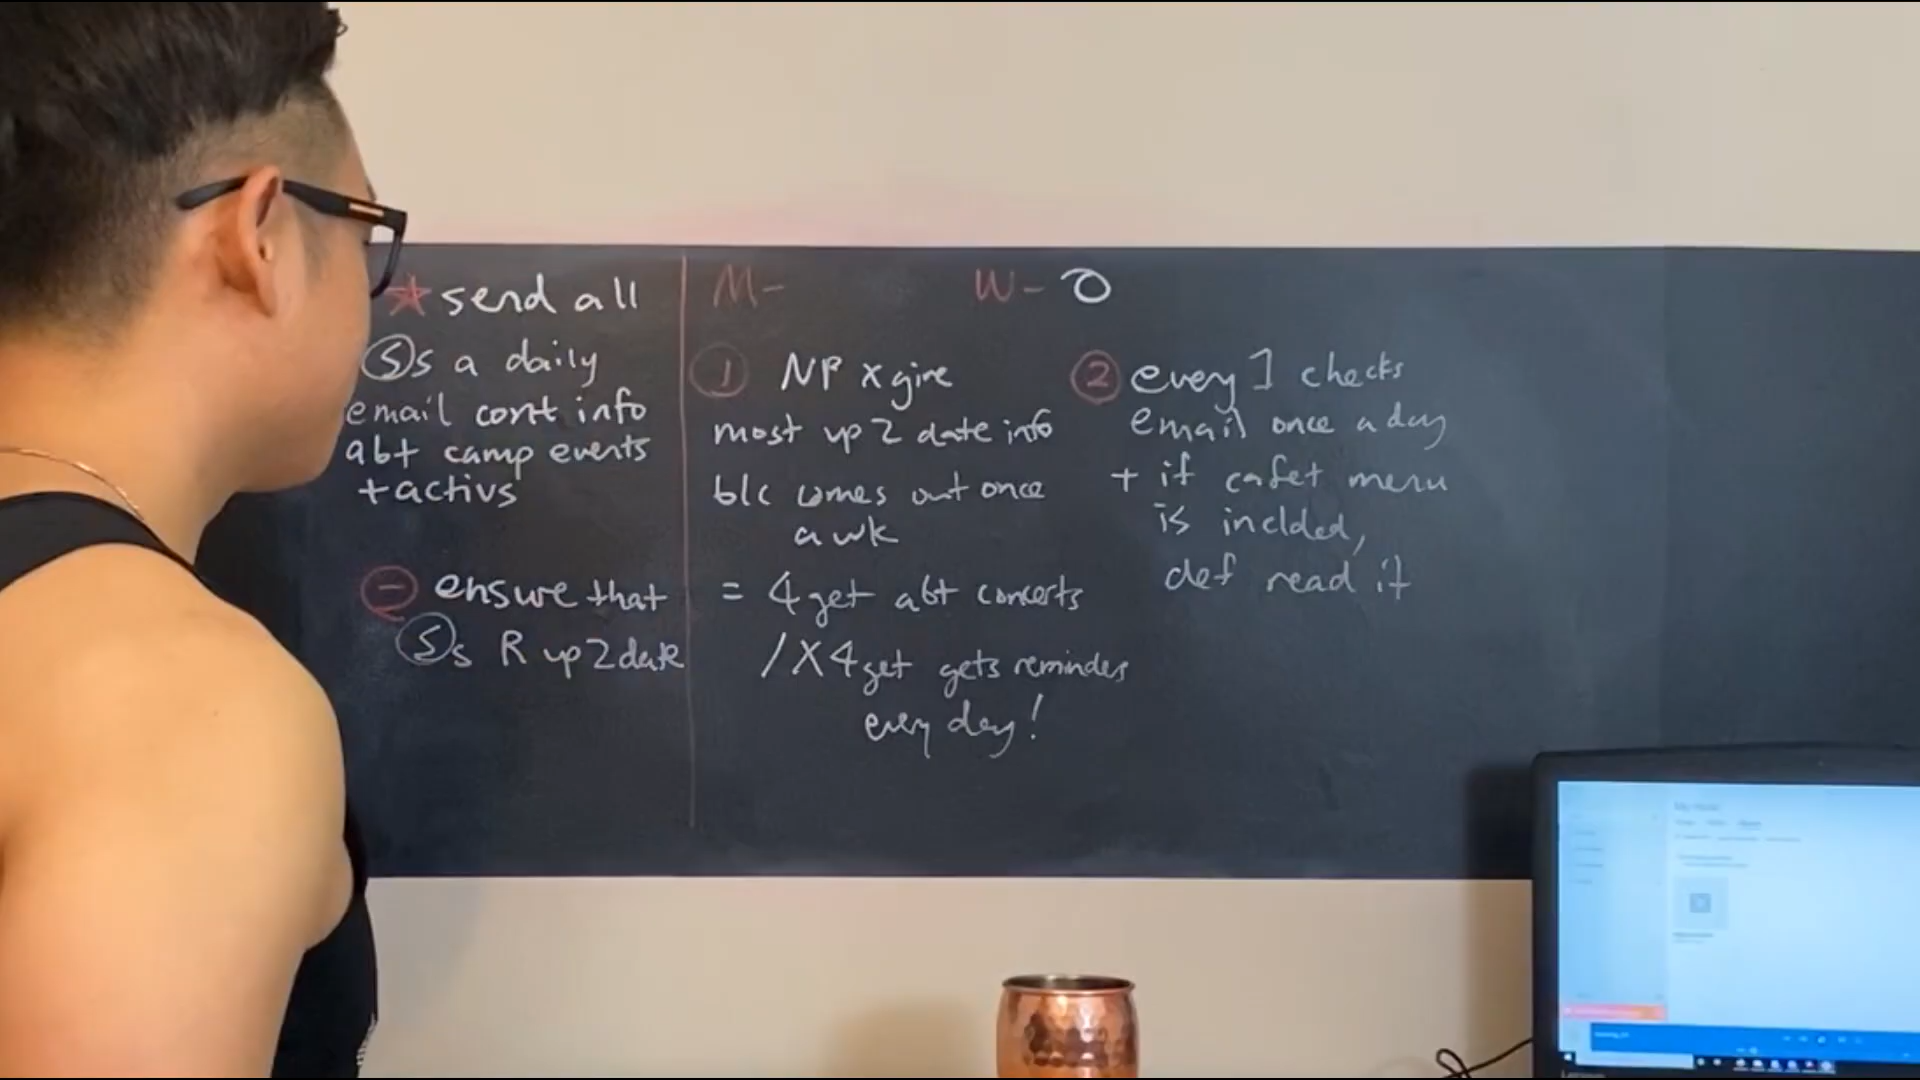 ☆ send all
Ⓢs a daily
email cont info
abt camp events
+ activs
⊖ ensure that
Ⓢs R up 2 date
M-
① NP x give
most up 2 date info
b/c comes out once
a wk
= 4get abt concerts
/ X 4get gets reminders
every day!
W- O
② every 1 checks
email once a day
+ if cafet menu
is inclded,
def read it